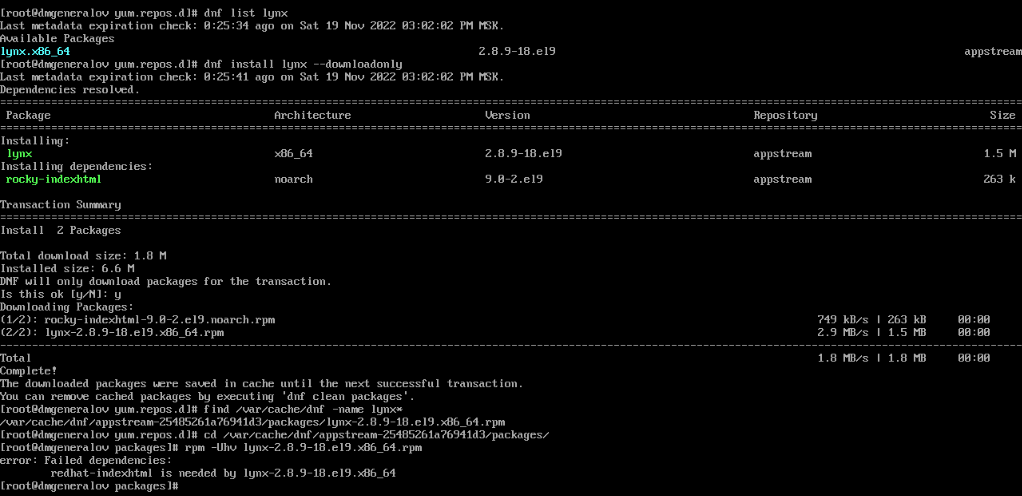 [root@dmgeneralov yum.repos.d]# dnf list lynx
Last metadata expiration check: 0:25:34 ago on Sat 19 Nov 2022 03:02:02 PM MSK.
Available Packages
lynx.x86_64 2.8.9-18.el9 appstream
[root@dmgeneralov yum.repos.d]# dnf install lynx --downloadonly
Last metadata expiration check: 0:25:41 ago on Sat 19 Nov 2022 03:02:02 PM MSK.
Dependencies resolved.
Package Architecture Version Repository Size
Installing:
lynx x86_64 2.8.9-18.el9 appstream 1.5 M
Installing dependencies:
rocky-indexhtml noarch 9.0-2.el9 appstream 263 k
Transaction Summary
Install  2 Packages
Total download size: 1.8 M
Installed size: 6.6 M
DNF will only download packages for the transaction.
Is this ok [y/N]: y
Downloading Packages:
(1/2): rocky-indexhtml-9.0-2.el9.noarch.rpm 749 kB/s | 263 kB 00:00
(2/2): lynx-2.8.9-18.el9.x86_64.rpm 2.9 MB/s | 1.5 MB 00:00
Total 1.8 MB/s | 1.8 MB 00:00
Complete!
The downloaded packages were saved in cache until the next successful transaction.
You can remove cached packages by executing 'dnf clean packages'.
[root@dmgeneralov yum.repos.d]# find /var/cache/dnf -name lynx*
/var/cache/dnf/appstream-25485261a76941d3/packages/lynx-2.8.9-18.el9.x86_64.rpm
[root@dmgeneralov yum.repos.d]# cd /var/cache/dnf/appstream-25485261a76941d3/packages/
[root@dmgeneralov packages]# rpm -Uhv lynx-2.8.9-18.el9.x86_64.rpm
error: Failed dependencies:
redhat-indexhtml is needed by lynx-2.8.9-18.el9.x86_64
[root@dmgeneralov packages]#